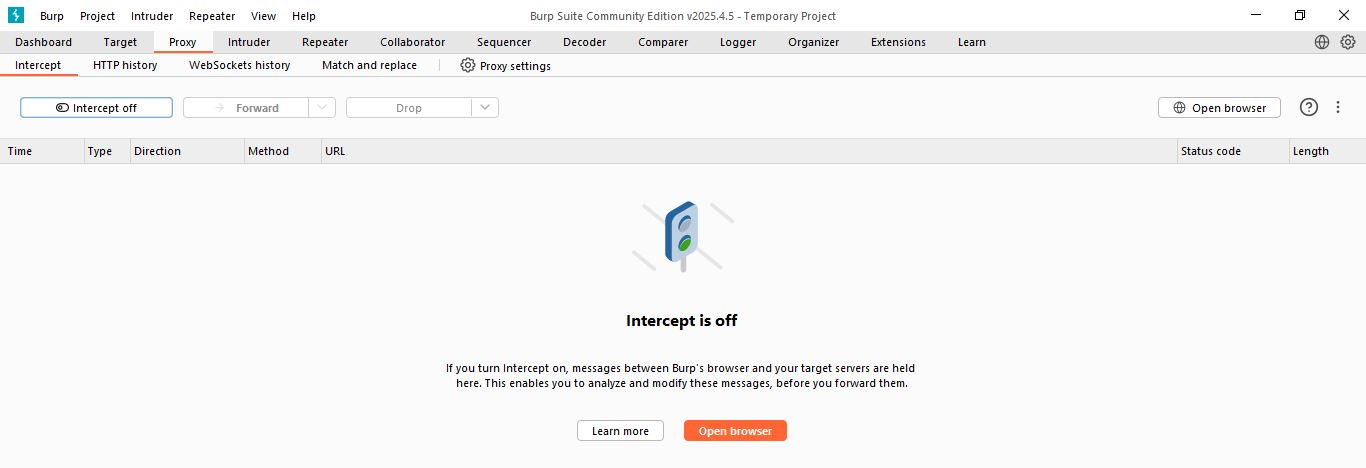 Burp Project Intruder Repeater View Help Burp Suite Community Edition v2025.4.5 - Temporary Project
Dashboard Target Proxy Intruder Repeater Collaborator Sequencer Decoder Comparer Logger Organizer Extensions Learn
Intercept HTTP history WebSockets history Match and replace Proxy settings
Intercept off Forward Drop Open browser
Time Type Direction Method URL Status code Length
Intercept is off
If you turn Intercept on, messages between Burp's browser and your target servers are held
here. This enables you to analyze and modify these messages, before you forward them.
Learn more Open browser